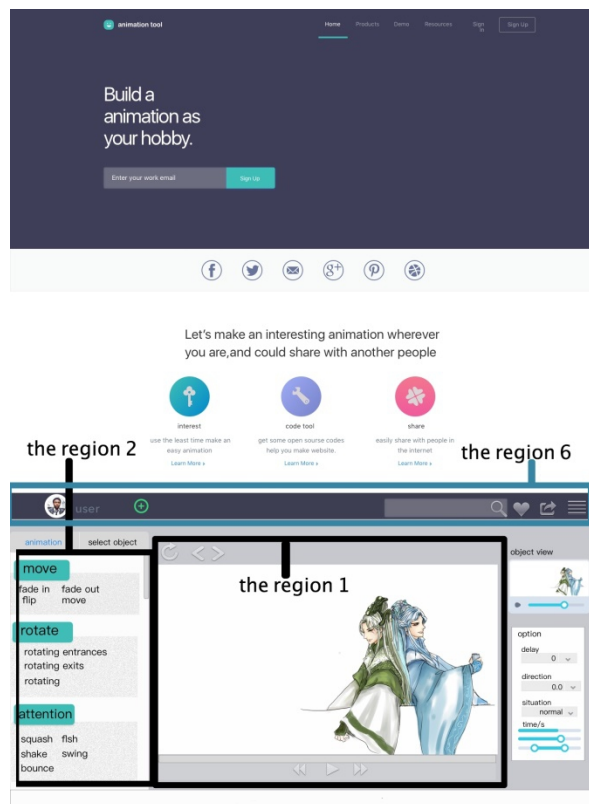 animation tool
Home Products Demo Resources Sign In Sign Up
Build a
animation as
your hobby.
Enter your work email Sign Up
Let's make an interesting animation wherever
you are,and could share with another people
interest code tool share
use the least time make an get some open sourse codes easily share with people in
easy animation help you make website. the internet
Learn More » Learn More » Learn More »
the region 2 the region 6
user
animation select object object view
move
fade in fade out
flip move
the region 1
rotate
rotating entrances
rotating exits
rotating
option
delay
0
direction
0.0
situation
normal
time/s
attention
squash flsh
shake swing
bounce